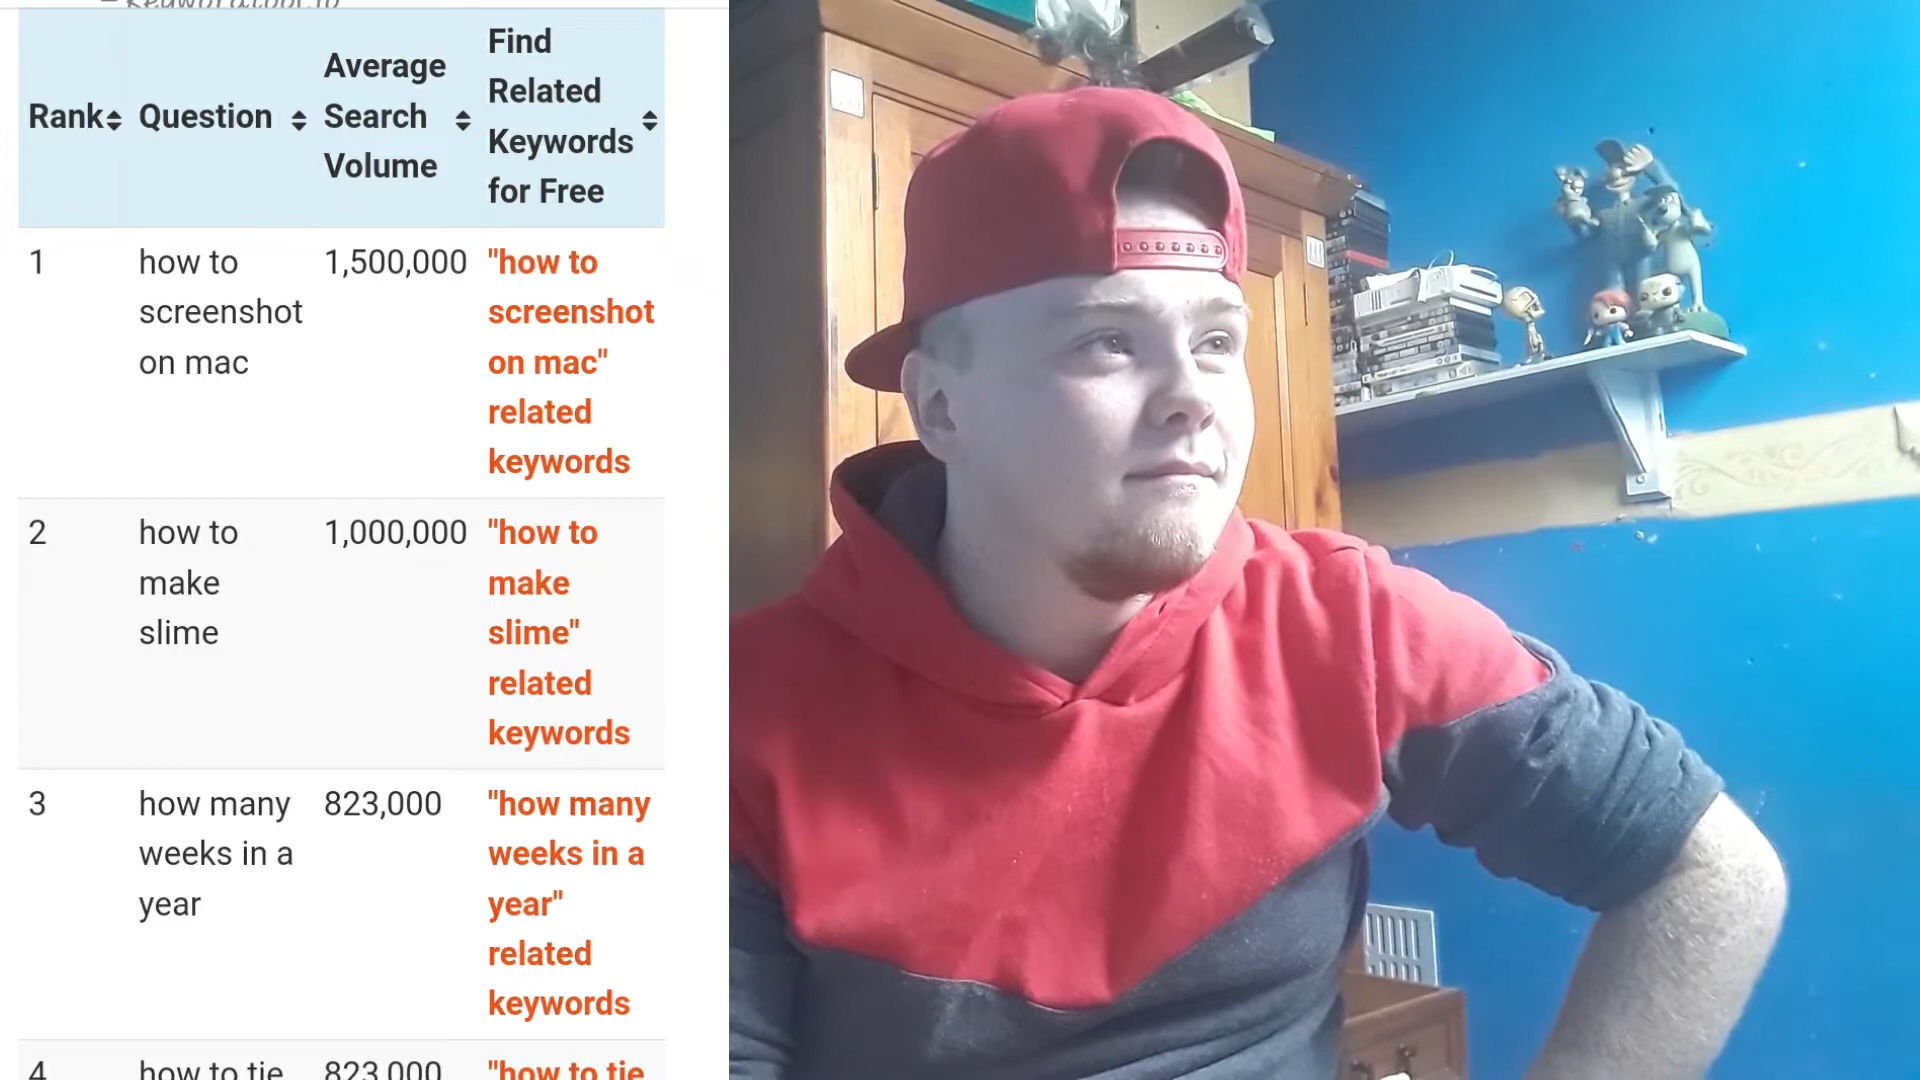 – keywordtool.io
Rank
Question
Average
Search
Volume
Find
Related
Keywords
for Free
1
how to
screenshot
on mac
1,500,000
"how to
screenshot
on mac"
related
keywords
2
how to
make
slime
1,000,000
"how to
make
slime"
related
keywords
3
how many
weeks in a
year
823,000
"how many
weeks in a
year"
related
keywords
4
how to tie
823,000
"how to tie